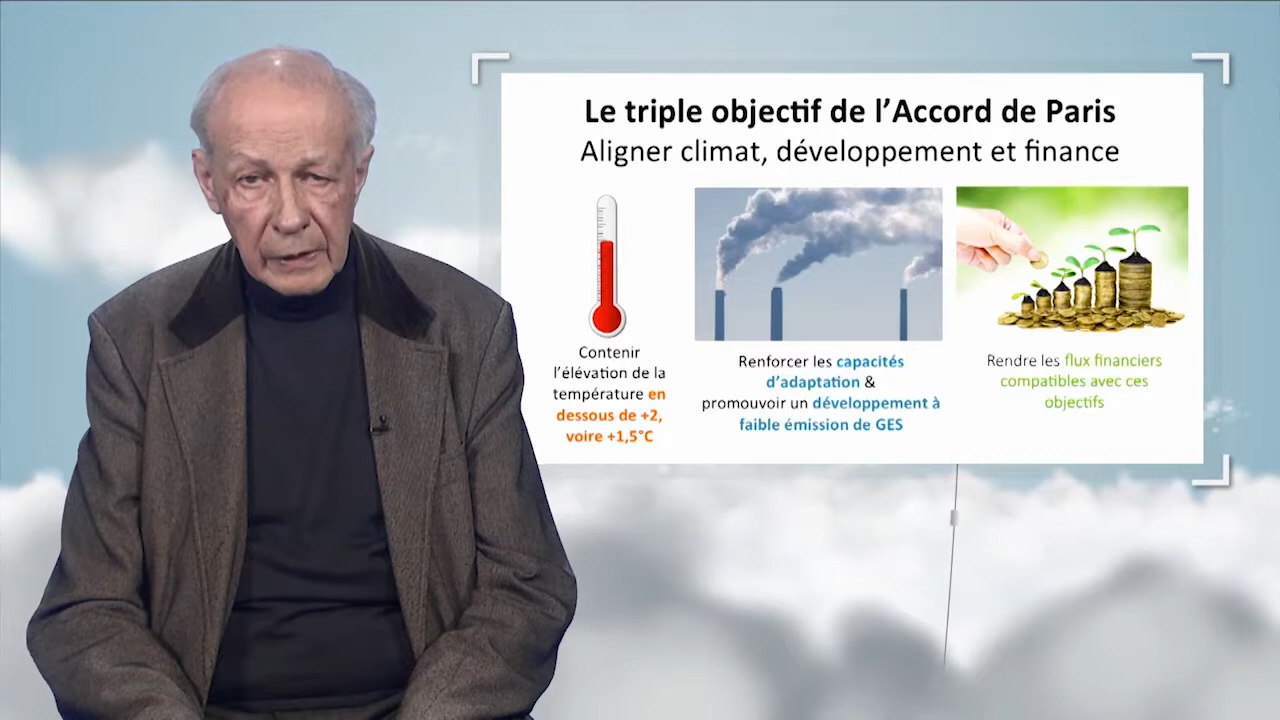 Le triple objectif de l’Accord de Paris
Aligner climat, développement et finance
Contenir
l’élévation de la
température en
dessous de +2,
voire +1,5°C
Renforcer les capacités
d’adaptation &
promouvoir un développement à
faible émission de GES
Rendre les flux financiers
compatibles avec ces
objectifs